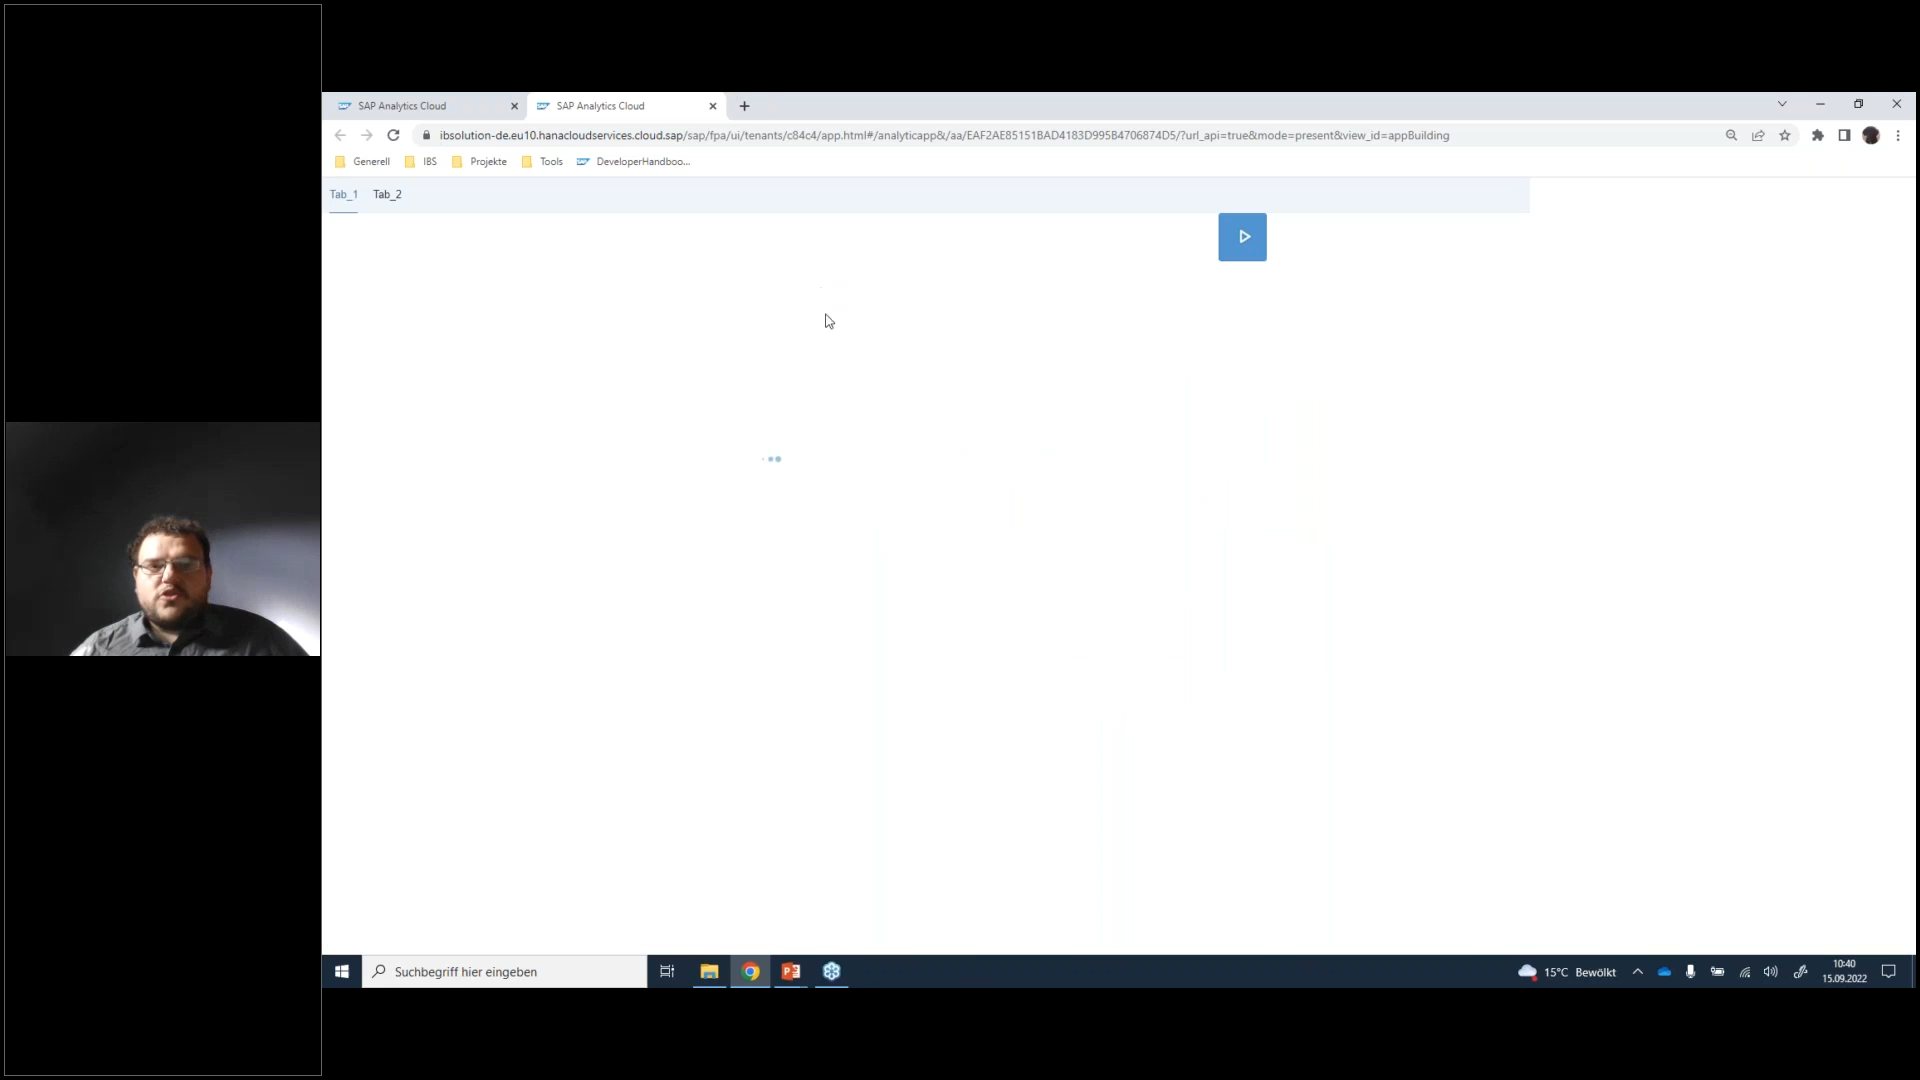 SAP Analytics Cloud
SAP Analytics Cloud
ibsolution-de.eu10.hanacloudservices.cloud.sap/sap/fpa/ui/tenants/c84c4/app.html#/analyticapp&/aa/EAF2AE85151BAD4183D995B4706874D5/?url_api=true&mode=present&view_id=appBuilding
Generell IBS Projekte Tools DeveloperHandboo...
Tab_1 Tab_2
Suchbegriff hier eingeben
15°C Bewölkt
10:40
15.09.2022